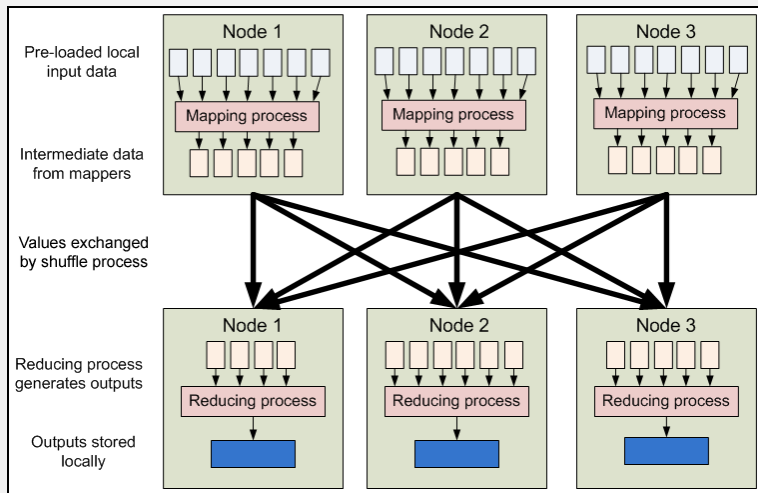 Node 1
Node 2
Node 3
Pre-loaded local
input data
Mapping process
Mapping process
Mapping process
Intermediate data
from mappers
Values exchanged
by shuffle process
Node 1
Node 2
Node 3
Reducing process
generates outputs
Reducing process
Reducing process
Reducing process
Outputs stored
locally